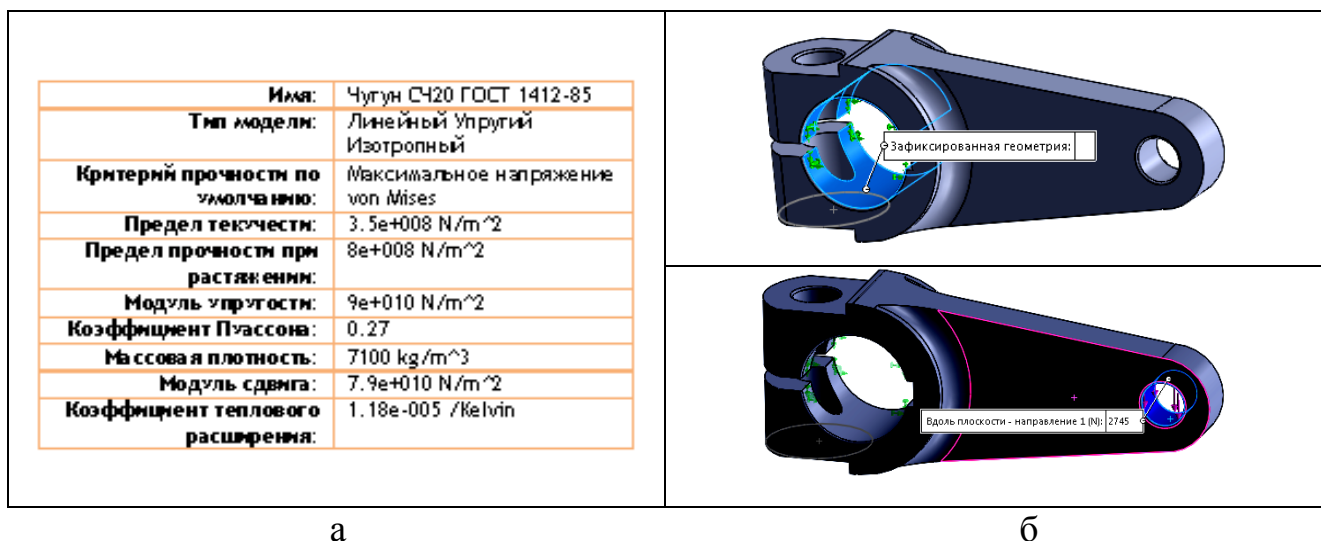 Имя: Чугун СЧ20 ГОСТ 1412-85
Тип модели: Линейный Упругий
Изотропный
Критерий прочности по Максимальное напряжение
умолчанию: von Mises
Предел текучести: 3.5e+008 N/m^2
Предел прочности при 8e+008 N/m^2
растяжении:
Модуль упругости: 9e+010 N/m^2
Коэффициент Пуассона: 0.27
Массовая плотность: 7100 kg/m^3
Модуль сдвига: 7.9e+010 N/m^2
Коэффициент теплового 1.18e-005 /Kelvin
расширения:
Зафиксированная геометрия:
Вдоль плоскости - направление 1 (N): 2745
а
б